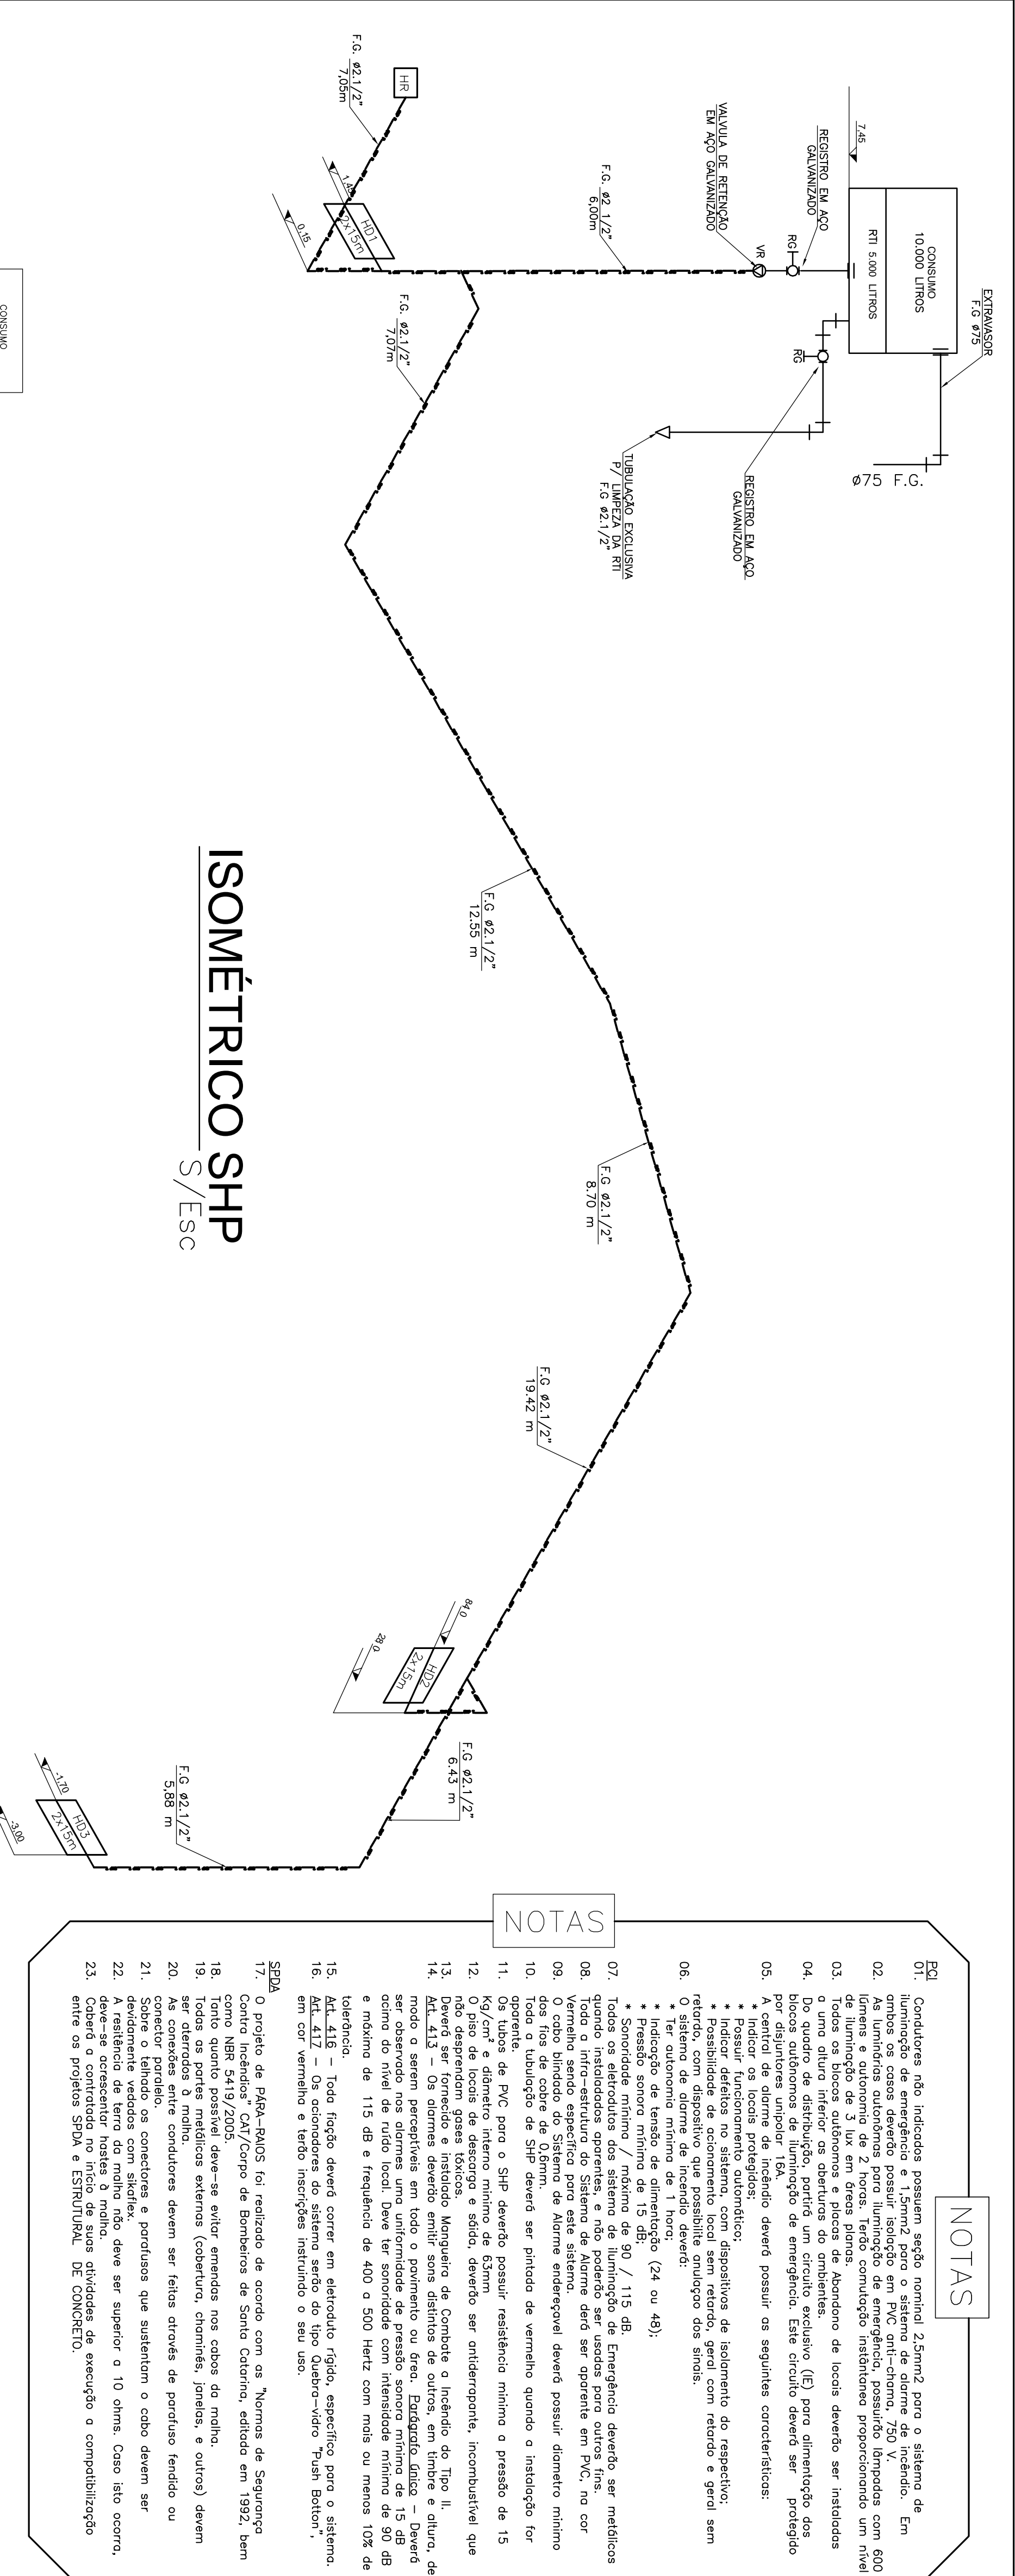 EXTRAVASOR
F.G ø75
CONSUMO
10.000 LITROS
RTI 5.000 LITROS
7,45
ø75 F.G.
REGISTRO EM AÇO
GALVANIZADO
RG
VALVULA DE RETENÇÃO
EM AÇO GALVANIZADO
VR
RG
REGISTRO EM AÇO
GALVANIZADO
TUBULAÇÃO EXCLUSIVA
P/ LIMPEZA DA RTI
F.G ø2.1/2"
F.G. ø2 1/2"
6,00m
F.G. ø2.1/2"
7,05m
HR
HD1
2x15m
0.15
F.G. ø2.1/2"
7,07m
F.G ø2.1/2"
12.55 m
F.G ø2.1/2"
8.70 m
F.G ø2.1/2"
19.42 m
HD2
2x15m
F.G ø2.1/2"
6.43 m
F.G ø2.1/2"
5,88 m
-1.70
HD3
2x15m
-3.00
ISOMÉTRICO SHP
S/Esc
CONSUMO
NOTAS
NOTAS
PCI
01. Condutores não indicados possuem seção nominal 2,5mm2 para o sistema de
iluminação de emergência e 1,5mm2 para o sistema de alarme de incêndio. Em
ambos os casos deverão possuir isolação em PVC anti-chama, 750 V.
02. As luminárias autonômas para iluminação de emergência, possuirão lâmpadas com 600
lúmens e autonomia de 2 horas. Terão comutação instântanea proporcionando um nível
de iluminação de 3 lux em áreas planas.
03. Todos os blocos autônomos e placas de Abandono de locais deverão ser instaladas
a uma altura inferior as aberturas do ambientes.
04. Do quadro de distribuição, partirá um circuito exclusivo (IE) para alimentação dos
blocos autônomos de iluminação de emergência. Este circuito deverá ser protegido
por disjuntores unipolar 16A.
05. A central de alarme de incêndio deverá possuir as seguintes características:
* Indicar os locais protegidos;
* Possuir funcionamento automático;
* Indicar defeitos no sistema, com dispositivos de isolamento do respectivo;
* Possibilidade de acionamento local sem retardo, geral com retardo e geral sem
retardo, com dispositivo que possibilite anulaçao dos sinais.
06. O sistema de alarme de incendio deverá:
* Ter autonomia mínima de 1 hora;
* Indicação de tensão de alimentação (24 ou 48);
* Pressão sonora mínima de 15 dB;
* Sonoridade mínima / máxima de 90 / 115 dB.
07. Todos os eletrodutos dos sistema de iluminação de Emergência deverão ser metálicos
quando instalados aparentes, e não poderão ser usadas para outros fins.
08. Toda a infra-estrutura do Sistema de Alarme derá ser aparente em PVC, na cor
Vermelha sendo específica para este sistema.
09. O cabo blindado do Sistema de Alarme endereçavel deverá possuir diametro minimo
dos fios de cobre de 0,6mm.
10. Toda a tubulação de SHP deverá ser pintada de vermelho quando a instalação for
aparente.
11. Os tubos de PVC para o SHP deverão possuir resistência minima a pressão de 15
Kg/cm² e diâmetro interno mínimo de 63mm
12. O piso de locais de descarga e sáida, deverão ser antiderrapante, incombustível que
não desprendam gases tóxicos.
13. Deverá ser fornecido e instalado Mangueira de Combate a Incêndio do Tipo II.
14. Art. 413 – Os alarmes deverão emitir sons distintos de outros, em timbre e altura, de
modo a serem perceptíveis em todo o pavimento ou área. Parágrafo único – Deverá
ser observado nos alarmes uma uniformidade de pressão sonora mínima de 15 dB
acima do nível de ruído local. Deve ter sonoridade com intensidade mínima de 90 dB
e máxima de 115 dB e frequência de 400 a 500 Hertz com mais ou menos 10% de
tolerância.
15. Art. 416 – Toda fiação deverá correr em eletroduto rígido, específico para o sistema.
16. Art. 417 – Os acionadores do sistema serão do tipo Quebra-vidro "Push Botton",
em cor vermelha e terão inscrições instruindo o seu uso.
SPDA
17. O projeto de PÁRA-RAIOS foi realizado de acordo com as "Normas de Segurança
Contra Incêndios" CAT/Corpo de Bombeiros de Santa Catarina, editada em 1992, bem
como NBR 5419/2005.
18. Tanto quanto possível deve-se evitar emendas nos cabos da malha.
19. Todas as partes metálicas externas (cobertura, chaminés, janelas, e outros) devem
ser aterrados à malha.
20. As conexões entre condutores devem ser feitas através de parafuso fendido ou
conector paralelo.
21. Sobre o telhado os conectores e parafusos que sustentam o cabo devem ser
devidamente vedados com sikaflex.
22. A resitência de terra da malha não deve ser superior a 10 ohms. Caso isto ocorra,
deve-se acrescentar hastes à malha.
23. Caberá a contratada no início de suas atividades de execução a compatibilização
entre os projetos SPDA e ESTRUTURAL DE CONCRETO.